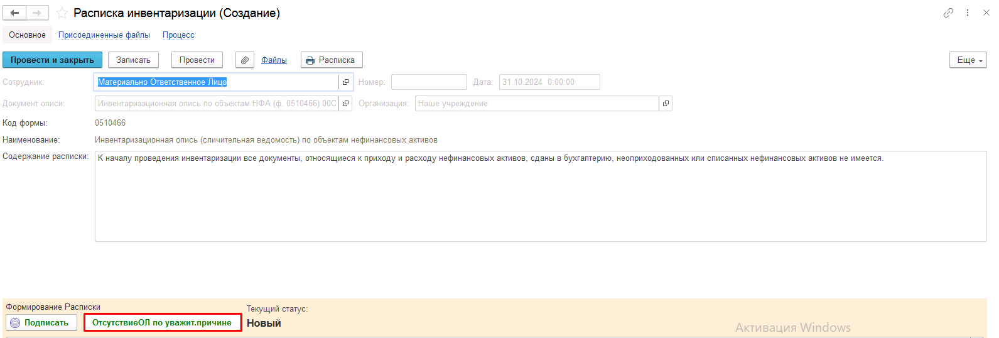 Расписка инвентаризации (Создание)
Основное Присоединенные файлы Процесс
Провести и закрыть Записать Провести Файлы Расписка Еще
Сотрудник: Материально Ответственное Лицо Номер: Дата: 31.10.2024 0:00:00
Документ описи: Инвентаризационная опись по объектам НФА (ф. 0510466) 00С Организация: Наше учреждение
Код формы: 0510466
Наименование: Инвентаризационная опись (сличительная ведомость) по объектам нефинансовых активов
Содержание расписки: К началу проведения инвентаризации все документы, относящиеся к приходу и расходу нефинансовых активов, сданы в бухгалтерию, неоприходованных или списанных нефинансовых активов не имеется.
Формирование Расписки Текущий статус:
Подписать ОтсутствиеОЛ по уважит.причине Новый
Активация Windows